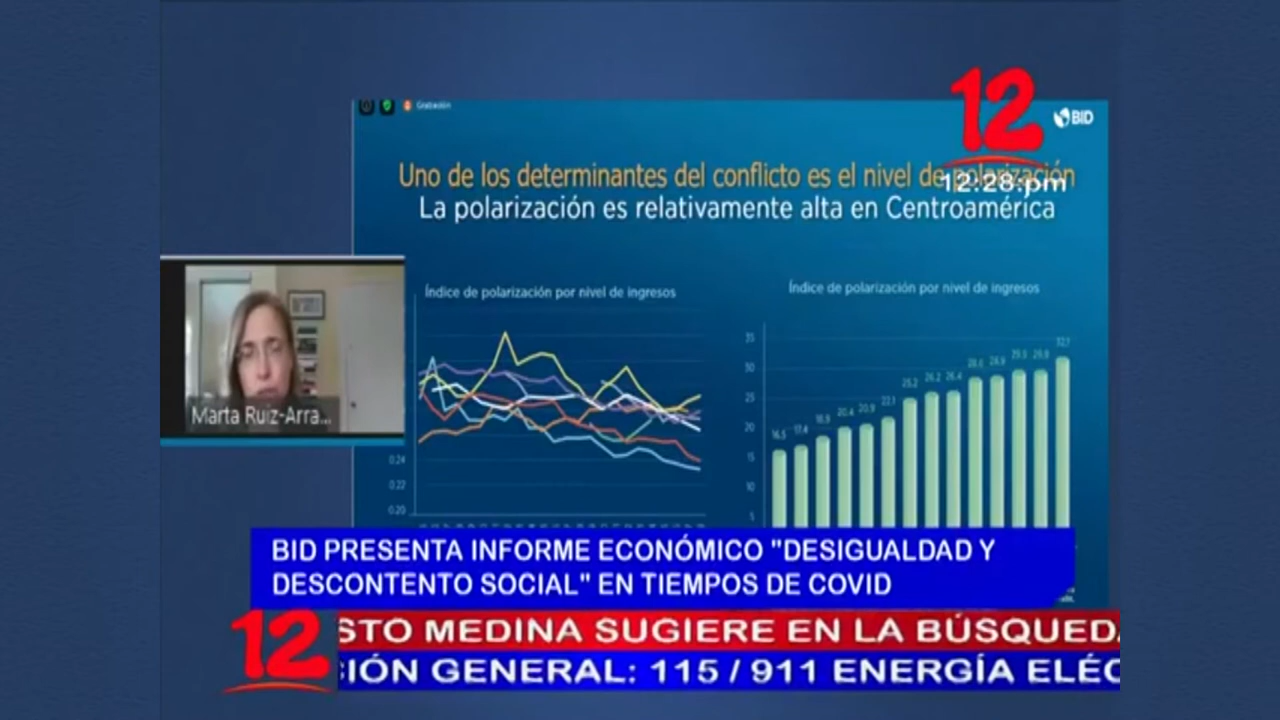 Grabación
12
BID
Uno de los determinantes del conflicto es el nivel de polarización
12:28:pm
La polarización es relativamente alta en Centroamérica
Índice de polarización por nivel de ingresos
0.24
0.22
0.20
Índice de polarización por nivel de ingresos
35
30
25
20
15
10
5
16.5 17.4 18.9 20.4 20.9 22.1 25.2 26.2 26.4 28.6 28.9 29.8 29.8 32.1
Marta Ruiz-Arra...
BID PRESENTA INFORME ECONÓMICO "DESIGUALDAD Y
DESCONTENTO SOCIAL" EN TIEMPOS DE COVID
12
STO MEDINA SUGIERE EN LA BÚSQUEDA
CIÓN GENERAL: 115 / 911 ENERGÍA ELÉC